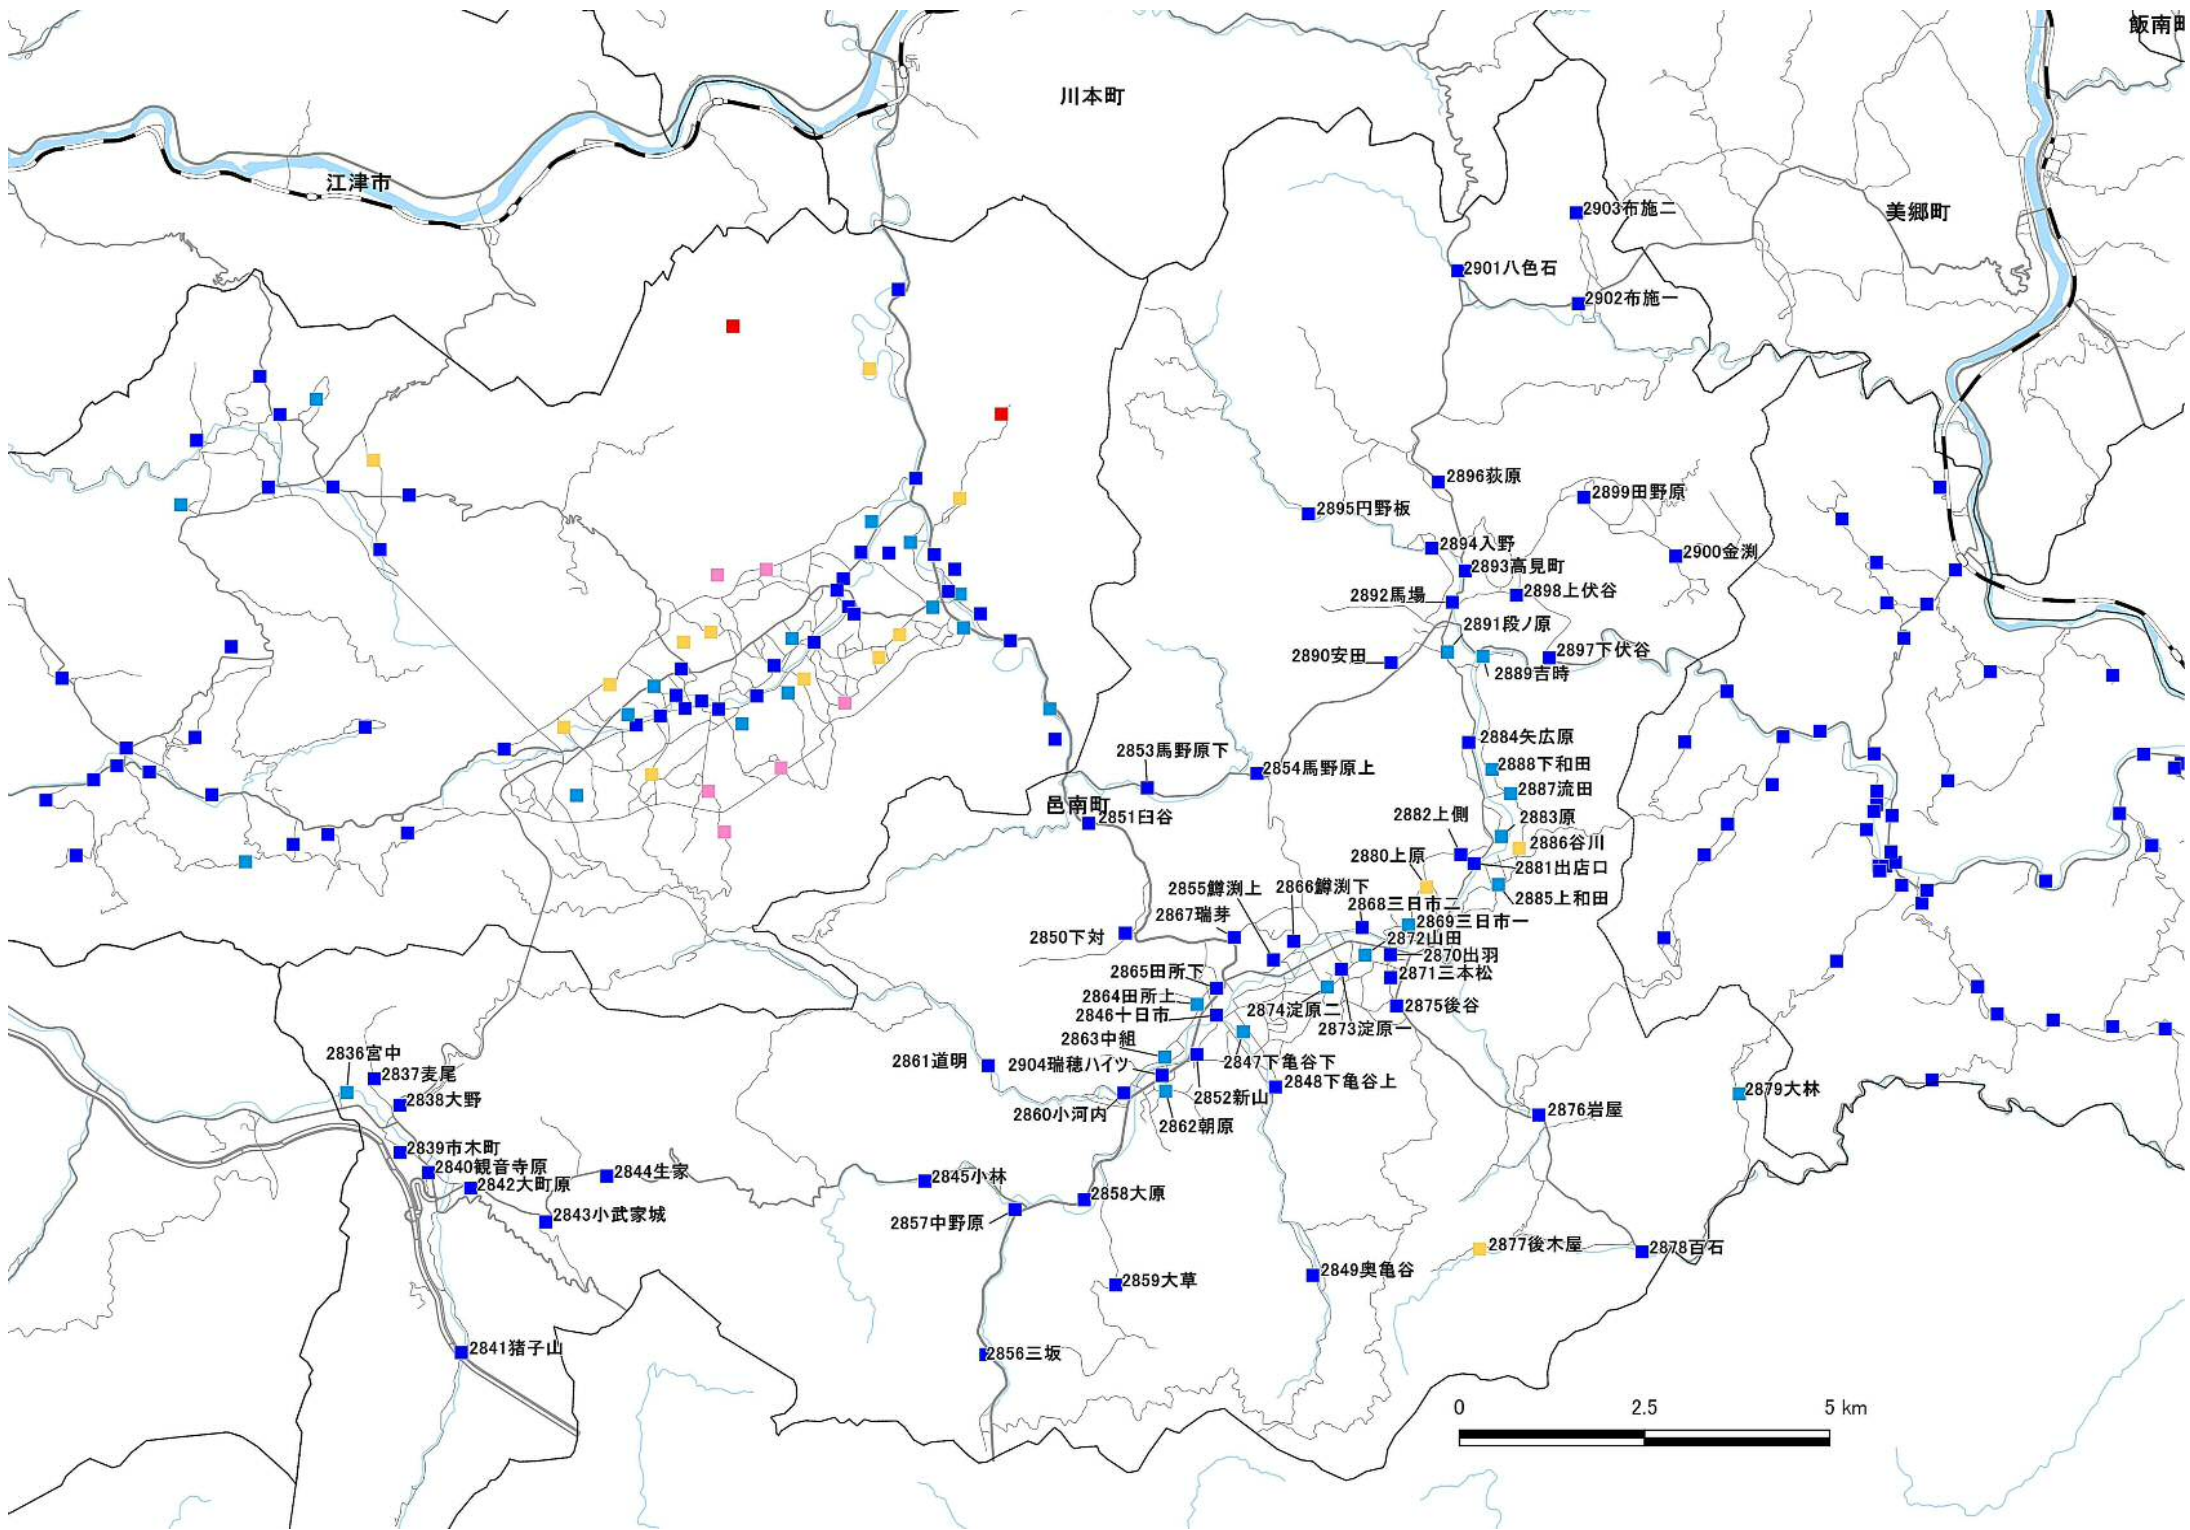 飯南町
川本町
江津市
2903布施二
美郷町
2901八色石
2902布施一
2896荻原
2899田野原
2895円野板
2894入野
2900金渕
2893高見町
2898上伏谷
2892馬場
2891段ノ原
2890安田
2897下伏谷
2889吉時
2884矢広原
2853馬野原下
2888下和田
2854馬野原上
2887流田
邑南町
2851臼谷
2882上側
2883原
2886谷川
2880上原
2881出店口
2855鱒渕上
2866鱒渕下
2885上和田
2868三日市二
2867瑞芽
2869三日市一
2850下対
2872山田
2870出羽
2865田所下
2871三本松
2864田所上
2874淀原二
2875後谷
2846十日市
2873淀原一
2863中組
2836宮中
2861道明
2904瑞穂ハイツ
2847下亀谷下
2837麦尾
2848下亀谷上
2879大林
2838大野
2852新山
2860小河内
2876岩屋
2862朝原
2839市木町
2840観音寺原
2844生家
2845小林
2842大町原
2858大原
2843小武家城
2857中野原
2877後木屋
2878百石
2849奥亀谷
2859大草
2841猪子山
2856三坂
0 2.5 5 km